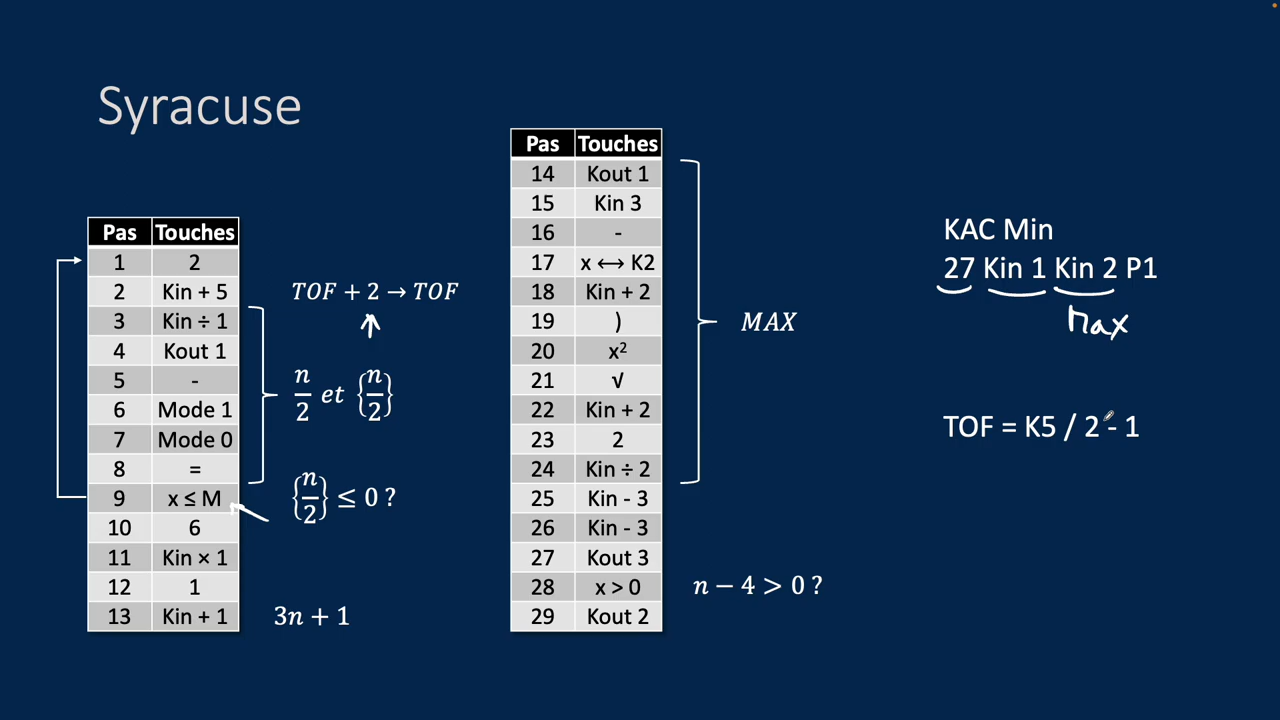 Syracuse
Pas Touches
1 2
2 Kin + 5
3 Kin ÷ 1
4 Kout 1
5 -
6 Mode 1
7 Mode 0
8 =
9 x ≤ M
10 6
11 Kin × 1
12 1
13 Kin + 1
TOF + 2 → TOF
n/2 et {n/2}
{n/2} ≤ 0 ?
3n + 1
Pas Touches
14 Kout 1
15 Kin 3
16 -
17 x ↔ K2
18 Kin + 2
19 )
20 x²
21 √
22 Kin + 2
23 2
24 Kin ÷ 2
25 Kin - 3
26 Kin - 3
27 Kout 3
28 x > 0
29 Kout 2
MAX
n − 4 > 0 ?
KAC Min
27 Kin 1 Kin 2 P1
Max
TOF = K5 / 2 - 1